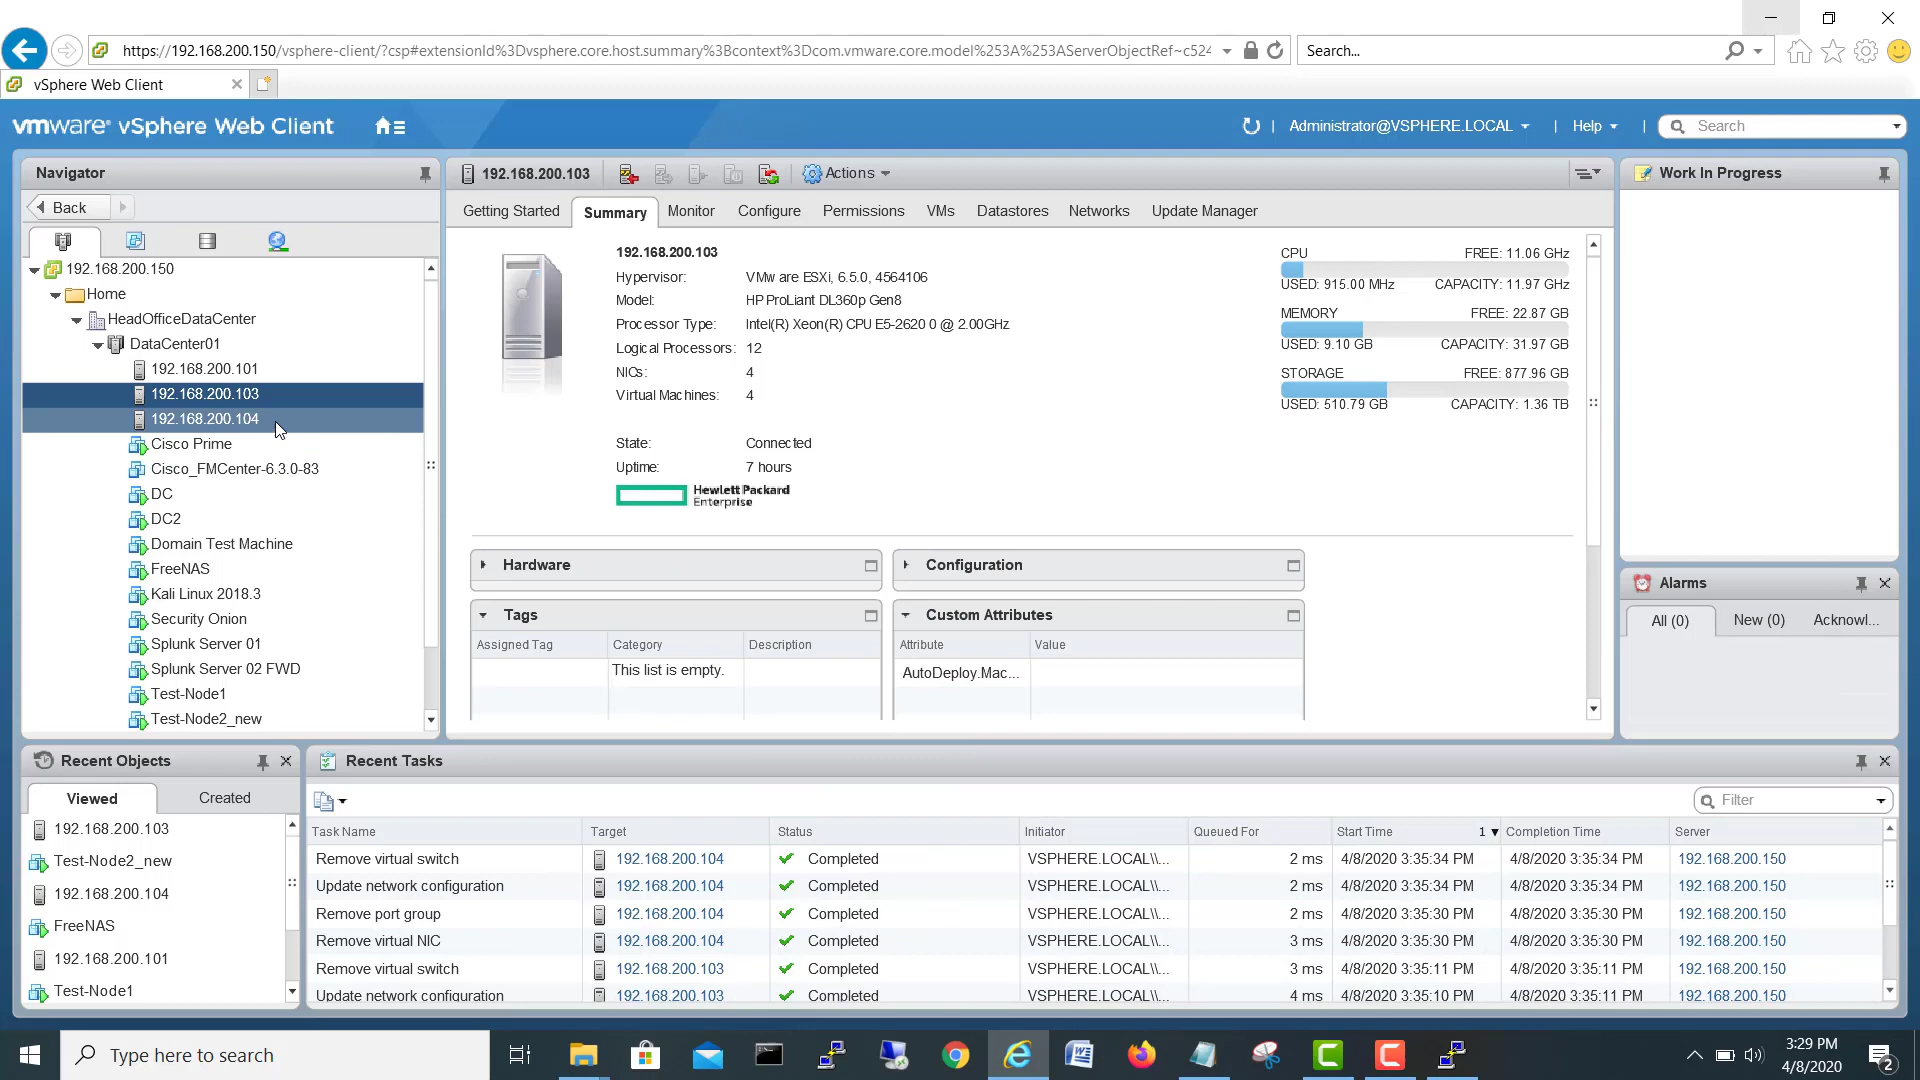 https://192.168.200.150/vsphere-client/?csp#extensionId%3Dvsphere.core.host.summary%3Bcontext%3Dcom.vmware.core.model%253A%253AServerObjectRef~c524
Search...
vSphere Web Client
vmware® vSphere Web Client
Administrator@VSPHERE.LOCAL
Help
Search
Navigator
Back
192.168.200.150
Home
HeadOfficeDataCenter
DataCenter01
192.168.200.101
192.168.200.103
192.168.200.104
Cisco Prime
Cisco_FMCenter-6.3.0-83
DC
DC2
Domain Test Machine
FreeNAS
Kali Linux 2018.3
Security Onion
Splunk Server 01
Splunk Server 02 FWD
Test-Node1
Test-Node2_new
192.168.200.103
Actions
Getting Started Summary Monitor Configure Permissions VMs Datastores Networks Update Manager
192.168.200.103
Hypervisor: VMware ESXi, 6.5.0, 4564106
Model: HP ProLiant DL360p Gen8
Processor Type: Intel(R) Xeon(R) CPU E5-2620 0 @ 2.00GHz
Logical Processors: 12
NICs: 4
Virtual Machines: 4
State: Connected
Uptime: 7 hours
Hewlett Packard
Enterprise
CPU FREE: 11.06 GHz
USED: 915.00 MHz CAPACITY: 11.97 GHz
MEMORY FREE: 22.87 GB
USED: 9.10 GB CAPACITY: 31.97 GB
STORAGE FREE: 877.96 GB
USED: 510.79 GB CAPACITY: 1.36 TB
Hardware
Configuration
Tags
Assigned Tag Category Description
This list is empty.
Custom Attributes
Attribute Value
AutoDeploy.Mac...
Work In Progress
Alarms
All (0) New (0) Acknowl...
Recent Objects
Viewed Created
192.168.200.103
Test-Node2_new
192.168.200.104
FreeNAS
192.168.200.101
Test-Node1
Recent Tasks
Filter
Task Name Target Status Initiator Queued For Start Time 1 Completion Time Server
Remove virtual switch 192.168.200.104 Completed VSPHERE.LOCAL\\... 2 ms 4/8/2020 3:35:34 PM 4/8/2020 3:35:34 PM 192.168.200.150
Update network configuration 192.168.200.104 Completed VSPHERE.LOCAL\\... 2 ms 4/8/2020 3:35:34 PM 4/8/2020 3:35:34 PM 192.168.200.150
Remove port group 192.168.200.104 Completed VSPHERE.LOCAL\\... 2 ms 4/8/2020 3:35:30 PM 4/8/2020 3:35:30 PM 192.168.200.150
Remove virtual NIC 192.168.200.104 Completed VSPHERE.LOCAL\\... 3 ms 4/8/2020 3:35:30 PM 4/8/2020 3:35:30 PM 192.168.200.150
Remove virtual switch 192.168.200.103 Completed VSPHERE.LOCAL\\... 3 ms 4/8/2020 3:35:11 PM 4/8/2020 3:35:11 PM 192.168.200.150
Update network configuration 192.168.200.103 Completed VSPHERE.LOCAL\\... 4 ms 4/8/2020 3:35:10 PM 4/8/2020 3:35:11 PM 192.168.200.150
Type here to search
3:29 PM
4/8/2020
2